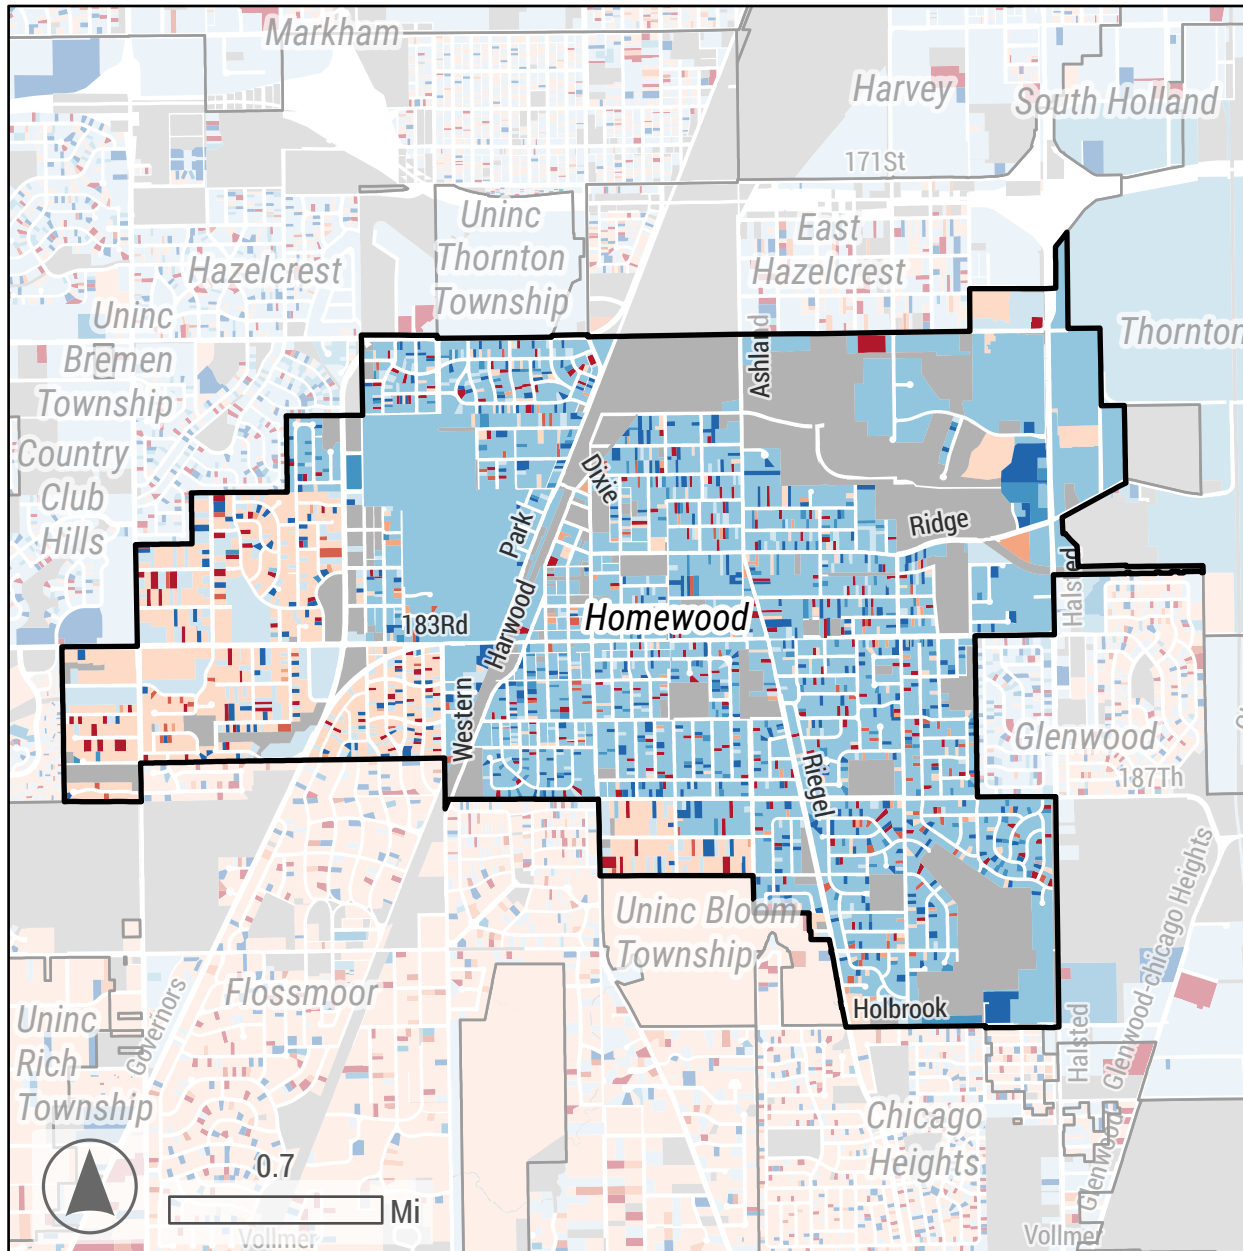 Markham
Harvey
South Holland
171St
Uninc
Thornton
Township
East
Hazelcrest
Hazelcrest
Uninc
Bremen
Township
Thornton
Ashland
Country
Club
Hills
Dixie
Park
Ridge
Halsted
Harwood
183Rd
Homewood
Western
Glenwood
187Th
Riegel
Uninc Bloom
Township
Flossmoor
Governors
Holbrook
Glenwood-chicago Heights
Halsted
Uninc
Rich
Township
Chicago
Heights
Glenwood
0.7
Mi
Vollmer
Vollmer